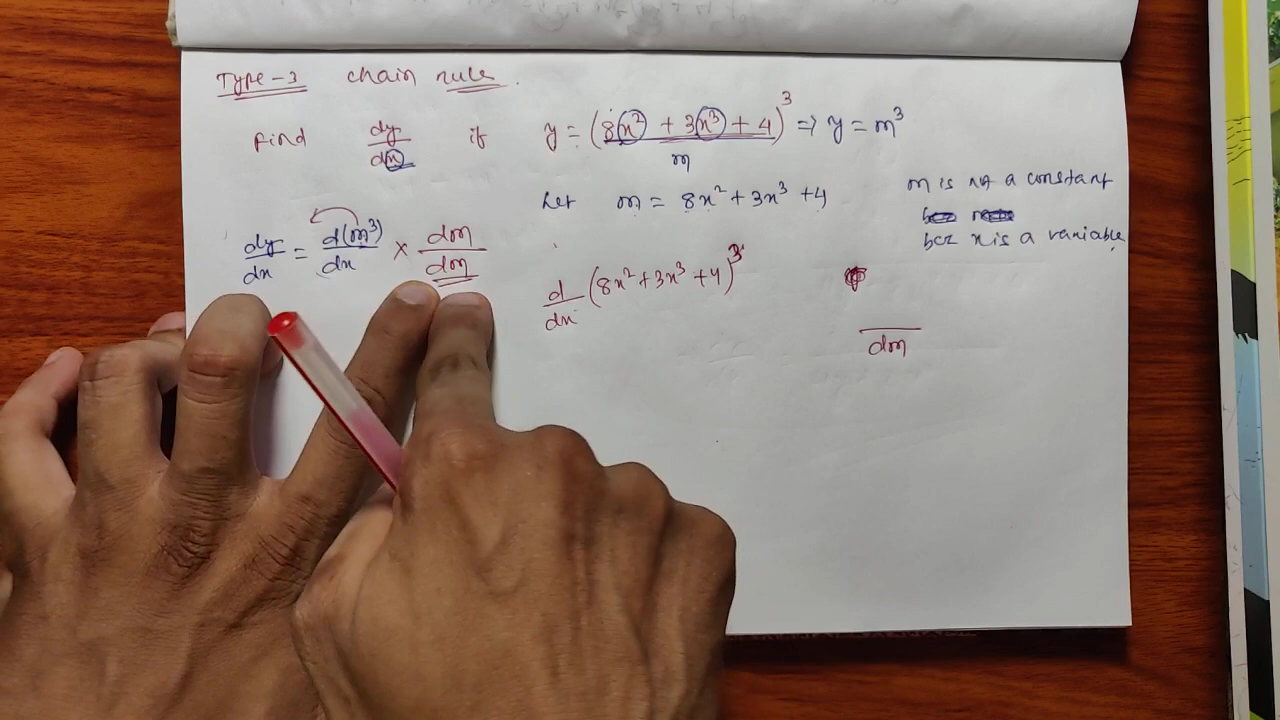 Type-3 chain rule.
Find dy/dx if y = (8x² + 3x³ + 4)³ ⇒ y = m³
m
Let m = 8x² + 3x³ + 4
m is not a constant
bcz x is a variable
dy/dx = d(m³)/dx × dm/dm
d/dx (8x² + 3x³ + 4)³
dm